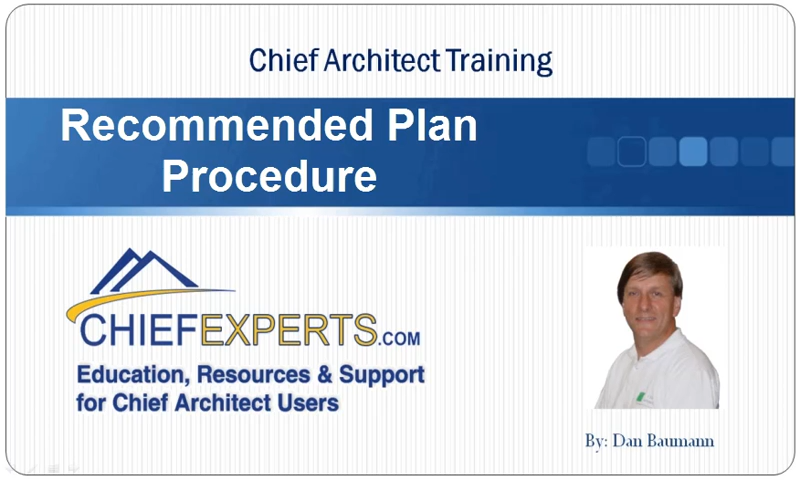 Chief Architect Training
Recommended Plan
Procedure
CHIEFEXPERTS.COM
Education, Resources & Support
for Chief Architect Users
By: Dan Baumann